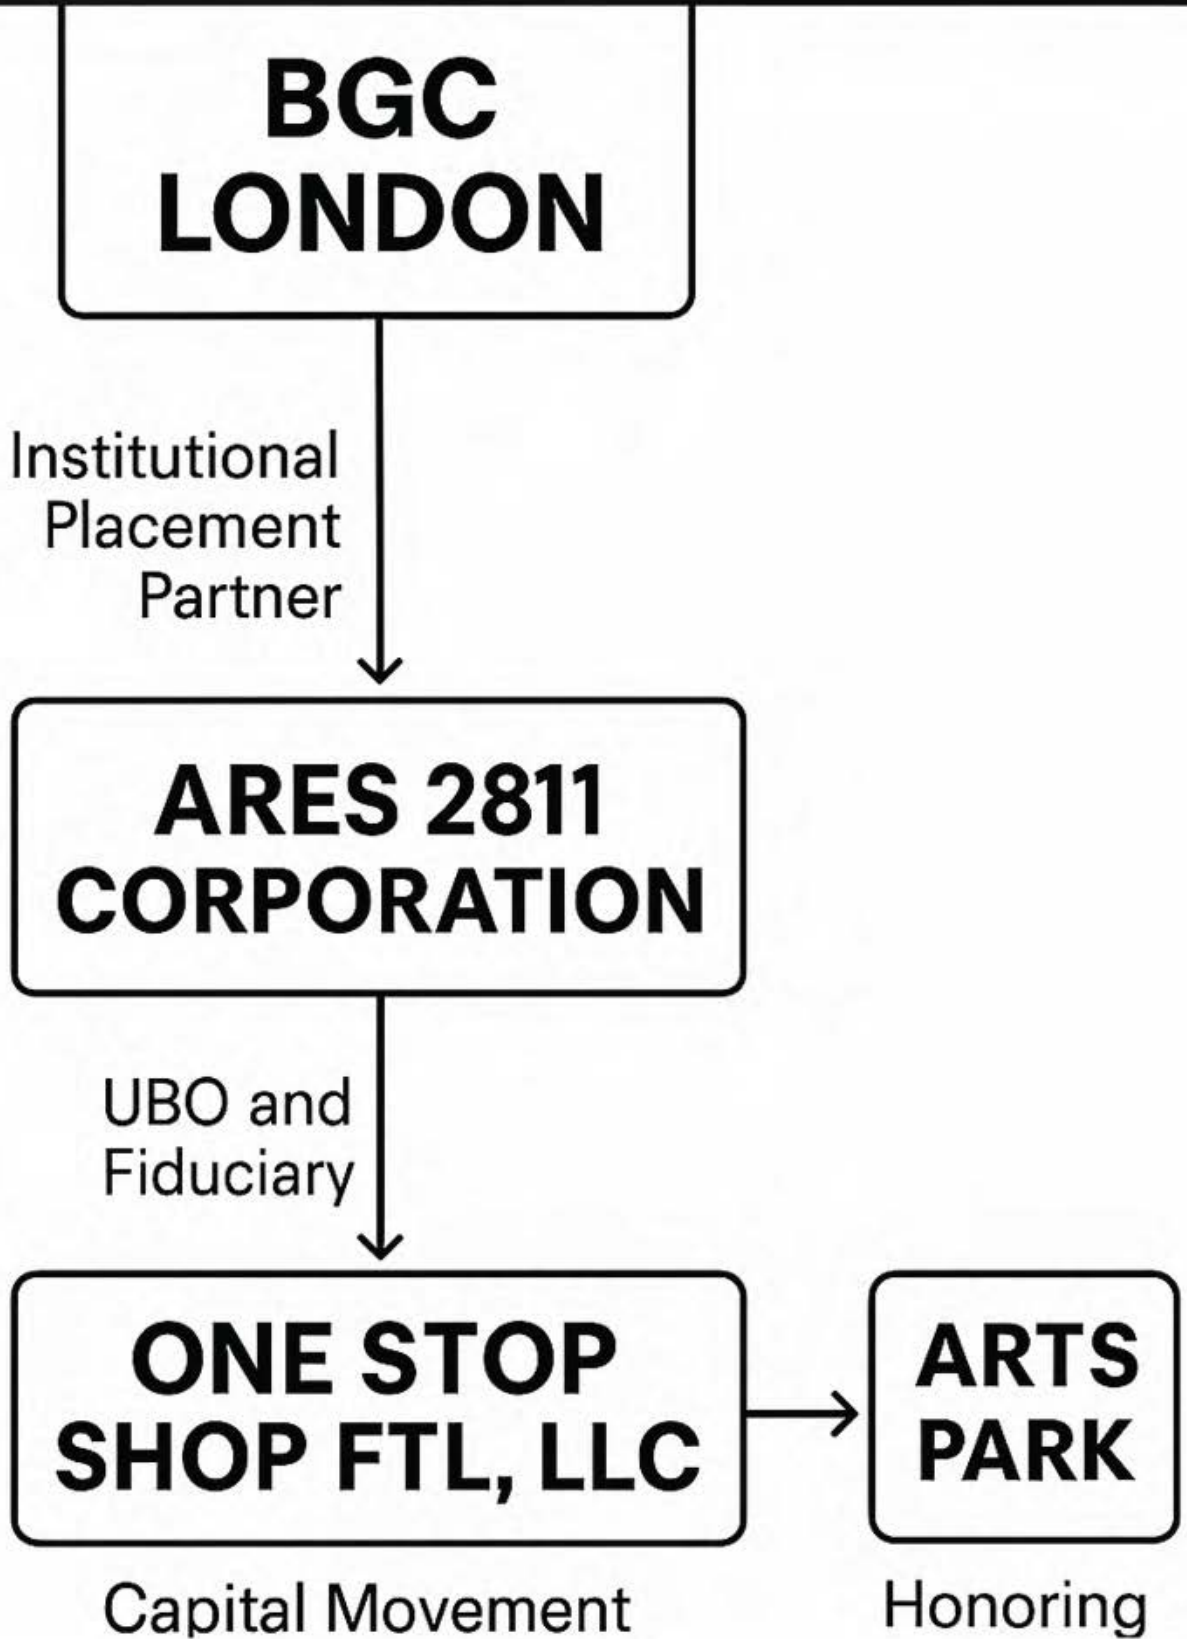 BGC
LONDON
Institutional
Placement
Partner
ARES 2811
CORPORATION
UBO and
Fiduciary
ONE STOP
SHOP FTL, LLC
ARTS
PARK
Capital Movement
Honoring